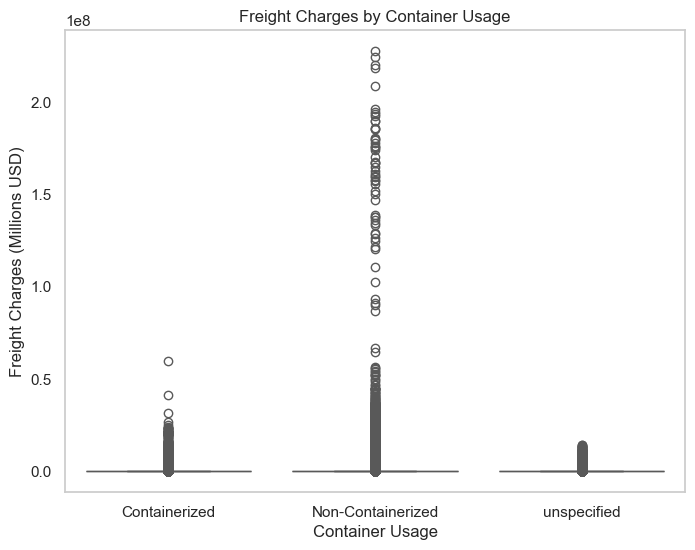 Freight Charges by Container Usage
1e8
Freight Charges (Millions USD)
2.0
1.5
1.0
0.5
0.0
Containerized Non-Containerized unspecified
Container Usage